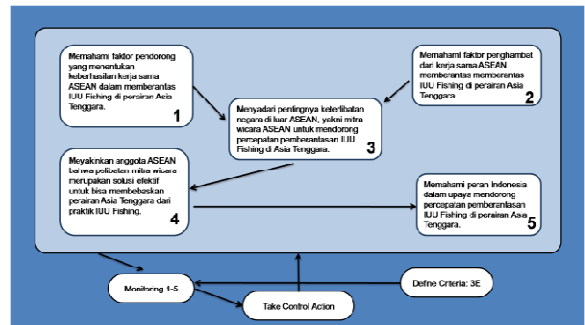 Memahami faktor pendorong
yang menentukan
keberhasilan kerja sama
ASEAN dalam memberantas
IUU Fishing di perairan Asia
Tenggara.
1
Memahami faktor penghambat
dari kerja sama ASEAN
memberantas memberantas
IUU Fishing di perairan Asia
Tenggara
2
Menyadari pentingnya keterlibatan
negara di luar ASEAN, yakni mitra
wicara ASEAN untuk mendorong
percepatan pemberantasan IUU
Fishing di Asia Tenggara.
3
Meyakinkan anggota ASEAN
bahwa pelibatan mitra wicara
merupakan solusi efektif
untuk bisa membebaskan
perairan Asia Tenggara dari
praktik IUU Fishing.
4
Memahami peran Indonesia
dalam upaya mendorong
percepatan pemberantasan
IUU Fishing di perairan Asia
Tenggara.
5
Monitoring 1-5
Take Control Action
Define Criteria: 3E